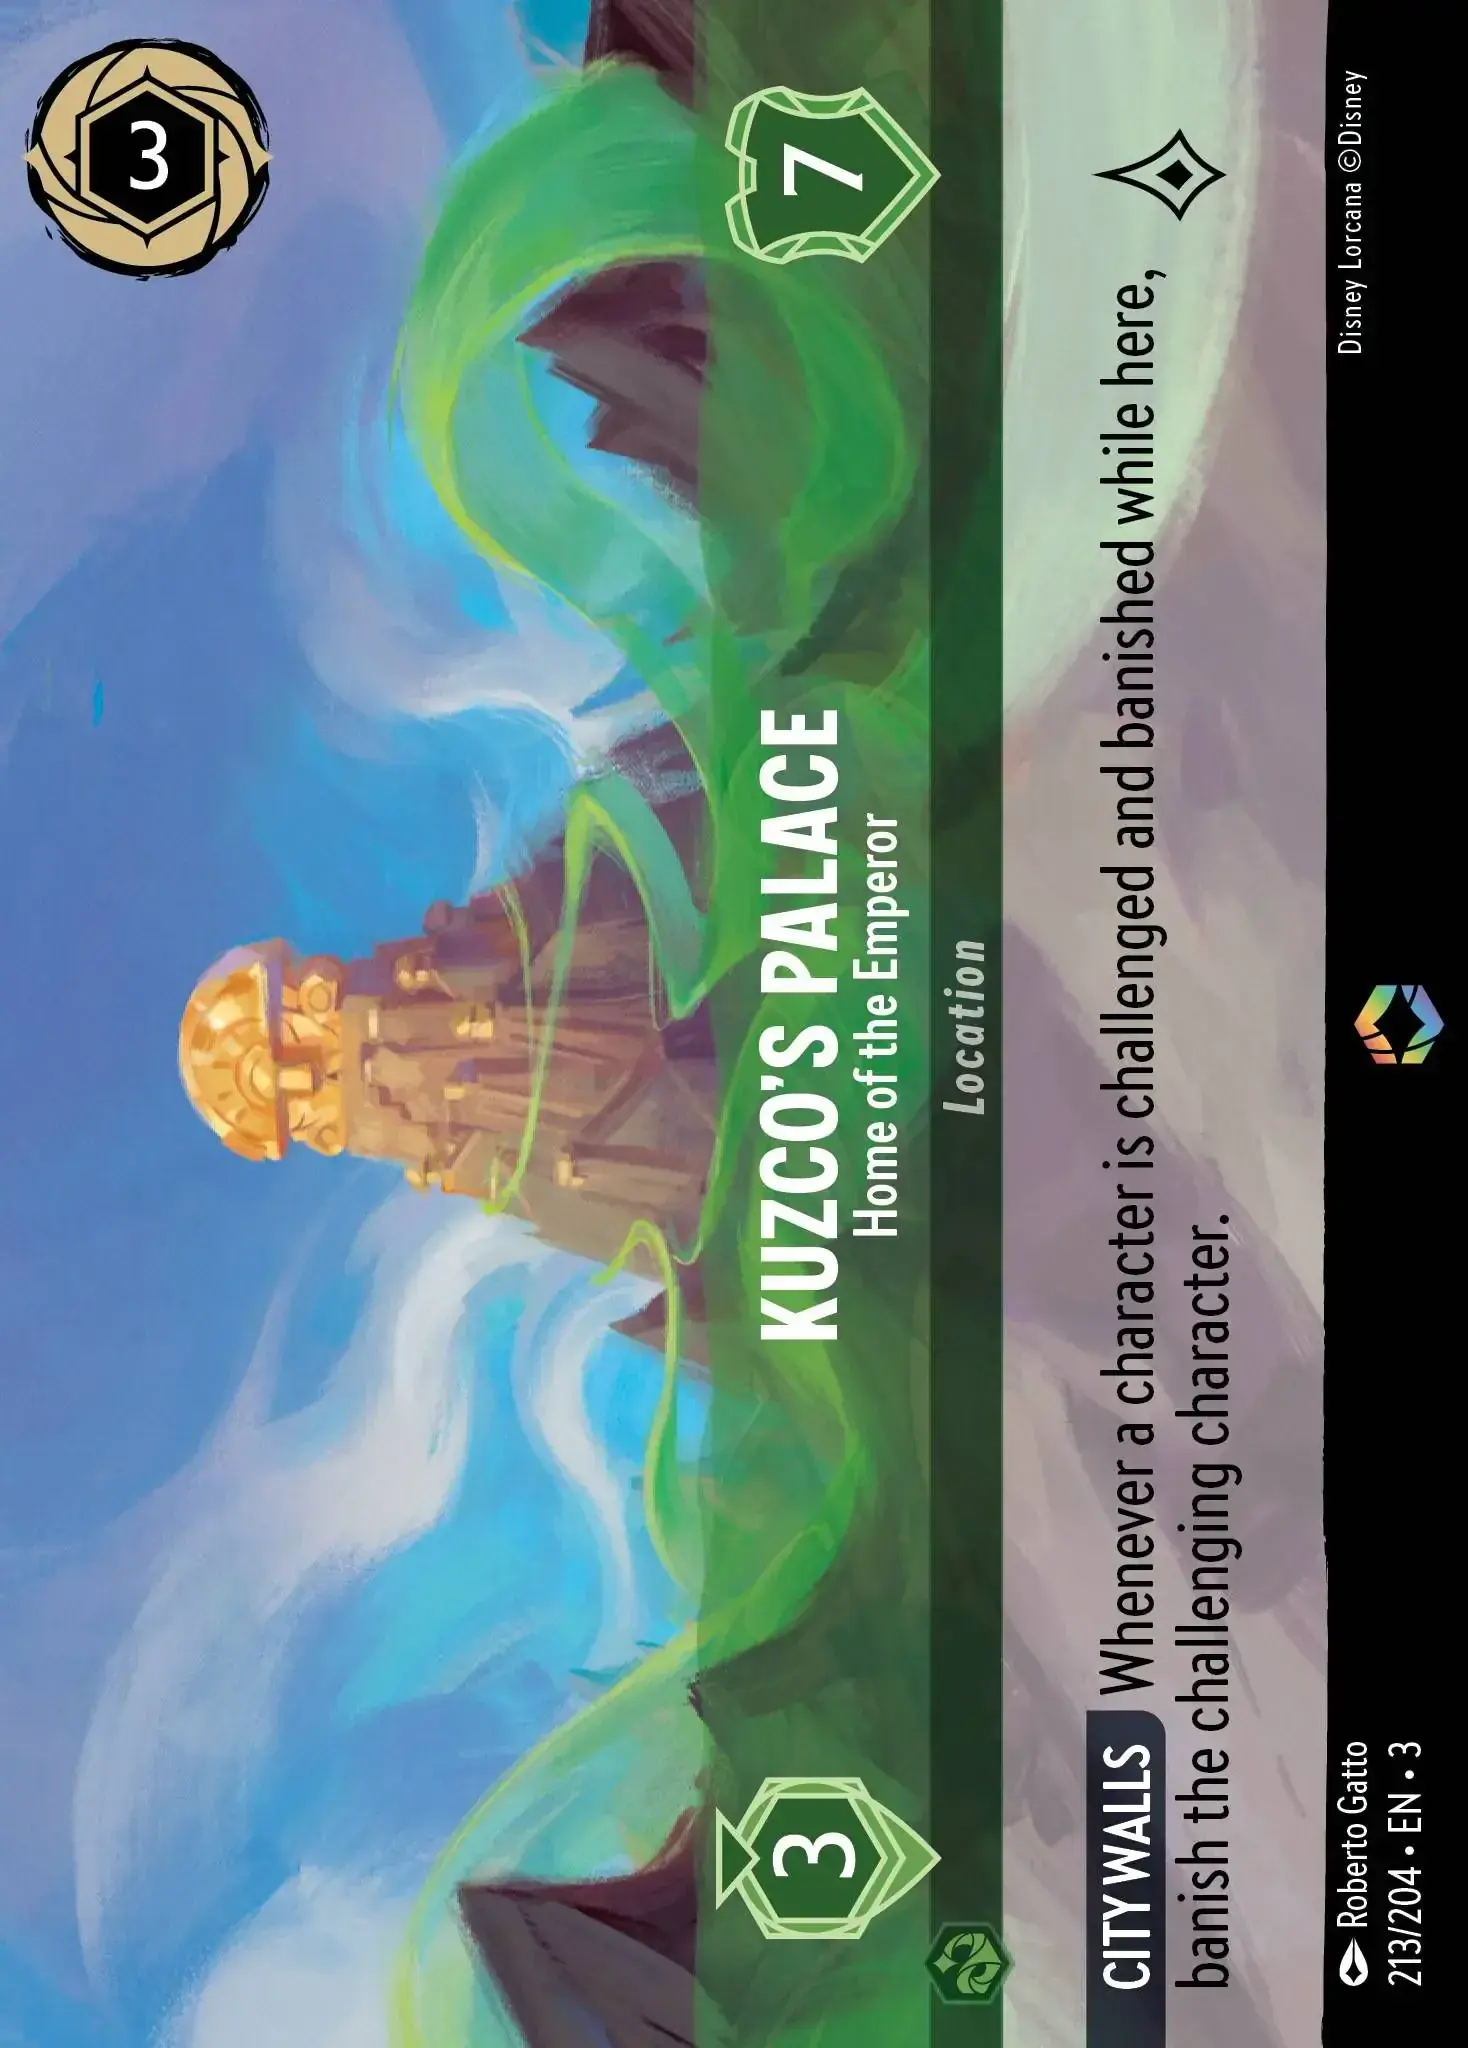 3
3
KUZCO'S PALACE
Home of the Emperor
7
Location
CITY WALLS Whenever a character is challenged and banished while here,
banish the challenging character.
Roberto Gatto
213/204 • EN • 3
Disney Lorcana ©Disney